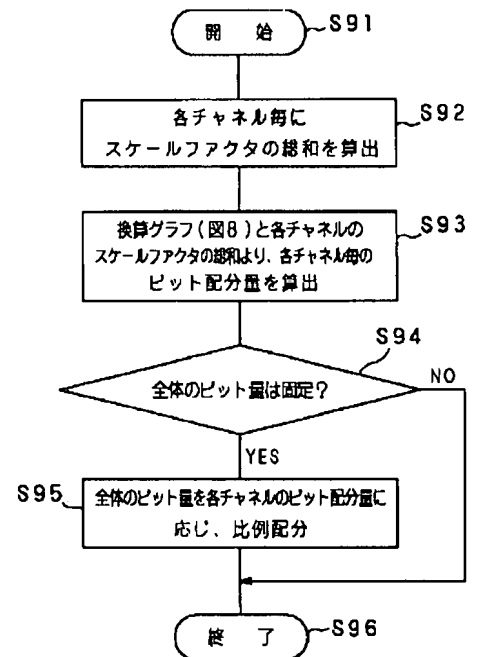 開 始
S91
各チャネル毎に
スケールファクタの総和を算出
S92
換算グラフ(図8)と各チャネルの
スケールファクタの総和より、各チャネル毎の
ビット配分量を算出
S93
全体のビット量は固定?
S94
NO
YES
全体のビット量を各チャネルのビット配分量に
応じ、比例配分
S95
終 了
S96